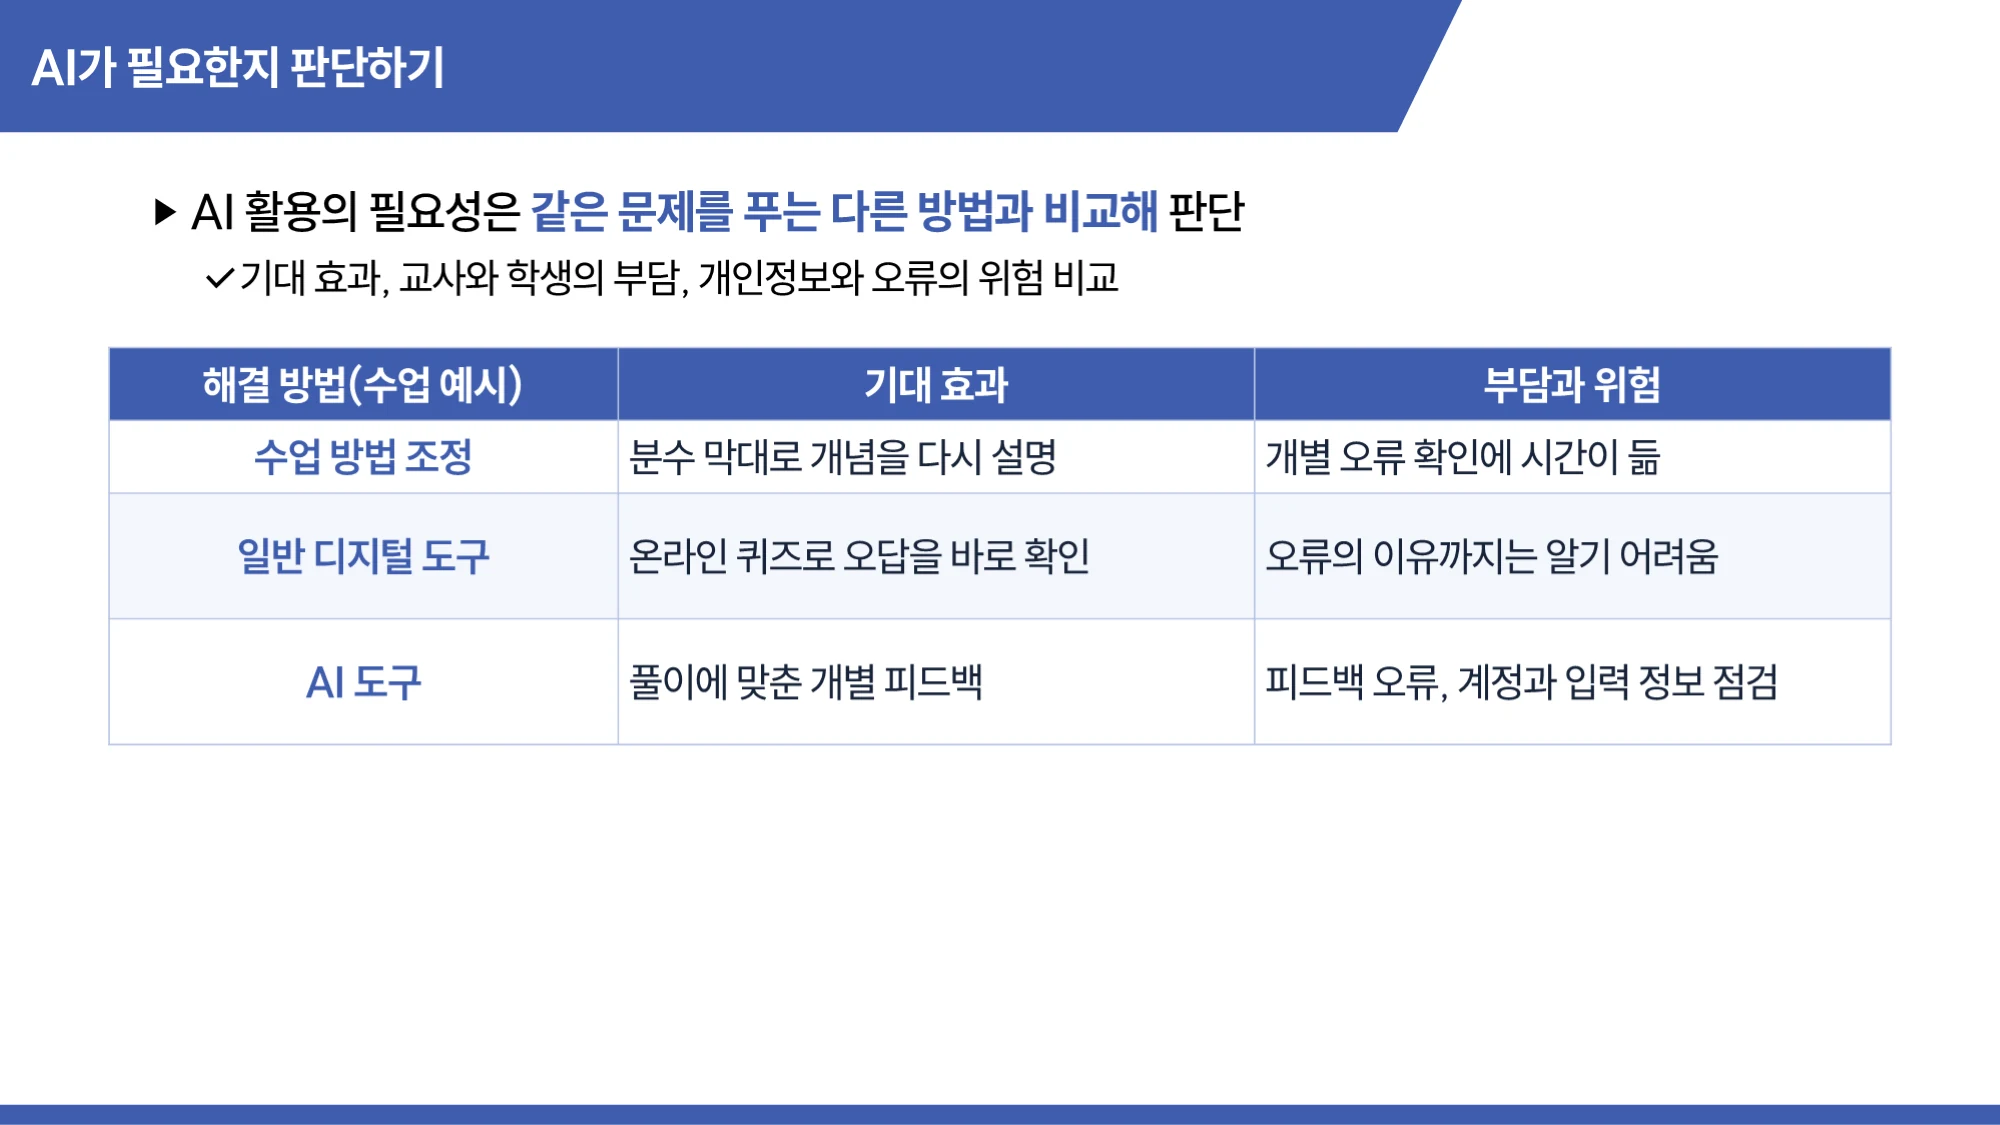 AI가 필요한지 판단하기
▶ AI 활용의 필요성은 같은 문제를 푸는 다른 방법과 비교해 판단
✓ 기대 효과, 교사와 학생의 부담, 개인정보와 오류의 위험 비교
해결 방법(수업 예시) 기대 효과 부담과 위험
수업 방법 조정 분수 막대로 개념을 다시 설명 개별 오류 확인에 시간이 듦
일반 디지털 도구 온라인 퀴즈로 오답을 바로 확인 오류의 이유까지는 알기 어려움
AI 도구 풀이에 맞춘 개별 피드백 피드백 오류, 계정과 입력 정보 점검